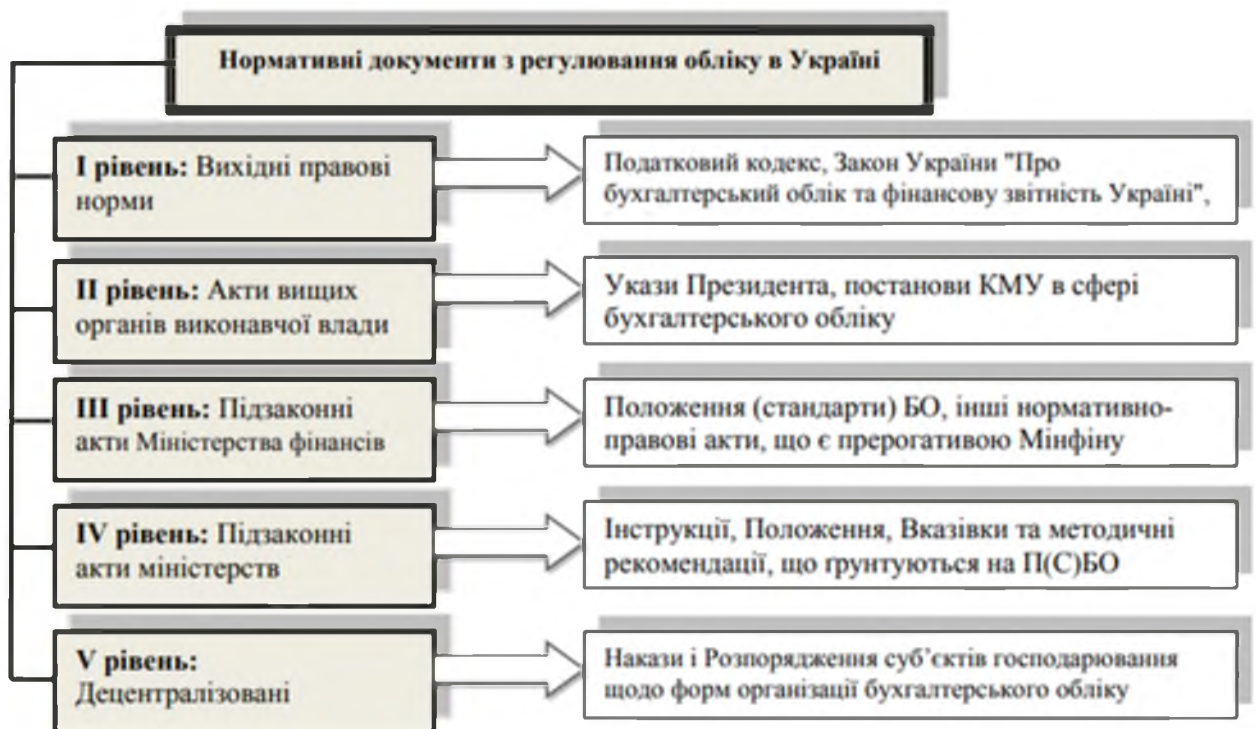 Нормативні документи з регулювання обліку в Україні
І рівень: Вихідні правові
норми
Податковий кодекс, Закон України "Про
бухгалтерський облік та фінансову звітність Україні",
ІІ рівень: Акти вищих
органів виконавчої влади
Укази Президента, постанови КМУ в сфері
бухгалтерського обліку
ІІІ рівень: Підзаконні
акти Міністерства фінансів
Положення (стандарти) БО, інші нормативно-
правові акти, що є прерогативою Мінфіну
IV рівень: Підзаконні
акти міністерств
Інструкції, Положення, Вказівки та методичні
рекомендації, що ґрунтуються на П(С)БО
V рівень:
Децентралізовані
Накази і Розпорядження суб’єктів господарювання
щодо форм організації бухгалтерського обліку